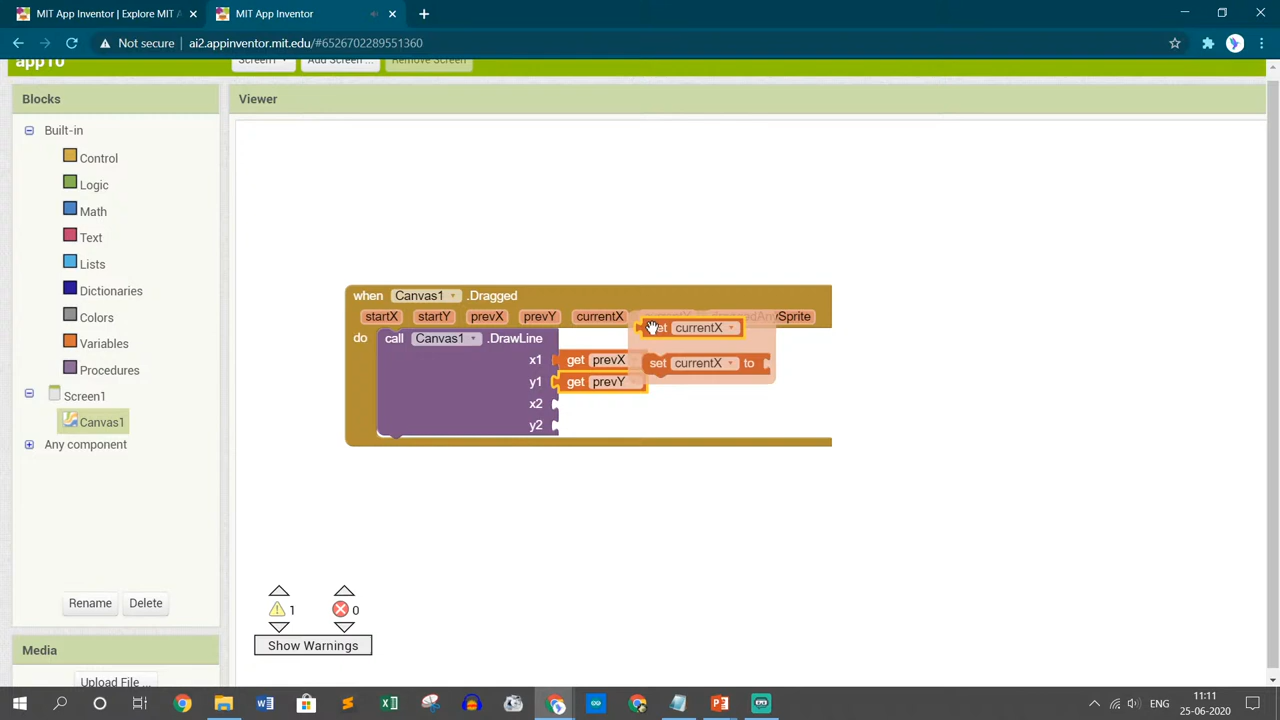 MIT App Inventor | Explore MIT A
MIT App Inventor
Not secure | ai2.appinventor.mit.edu/#6526702289551360
app10
Screen1
Add Screen ...
Remove Screen
Blocks
Viewer
Built-in
Control
Logic
Math
Text
Lists
Dictionaries
Colors
Variables
Procedures
Screen1
Canvas1
Any component
Rename
Delete
Media
Upload File ...
when Canvas1 .Dragged
startX startY prevX prevY currentX
do call Canvas1 .DrawLine
x1 get prevX
y1 get prevY
x2
y2
get currentX
set currentX to
1
0
Show Warnings
ENG
11:11
25-06-2020